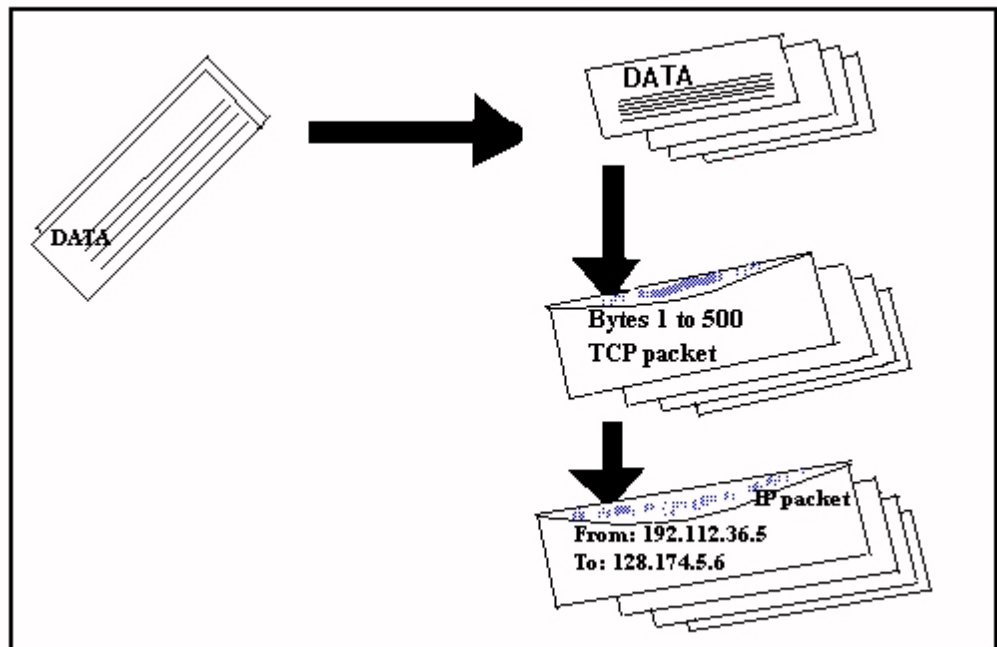 DATA
DATA
Bytes 1 to 500
TCP packet
IP packet
From: 192.112.36.5
To: 128.174.5.6